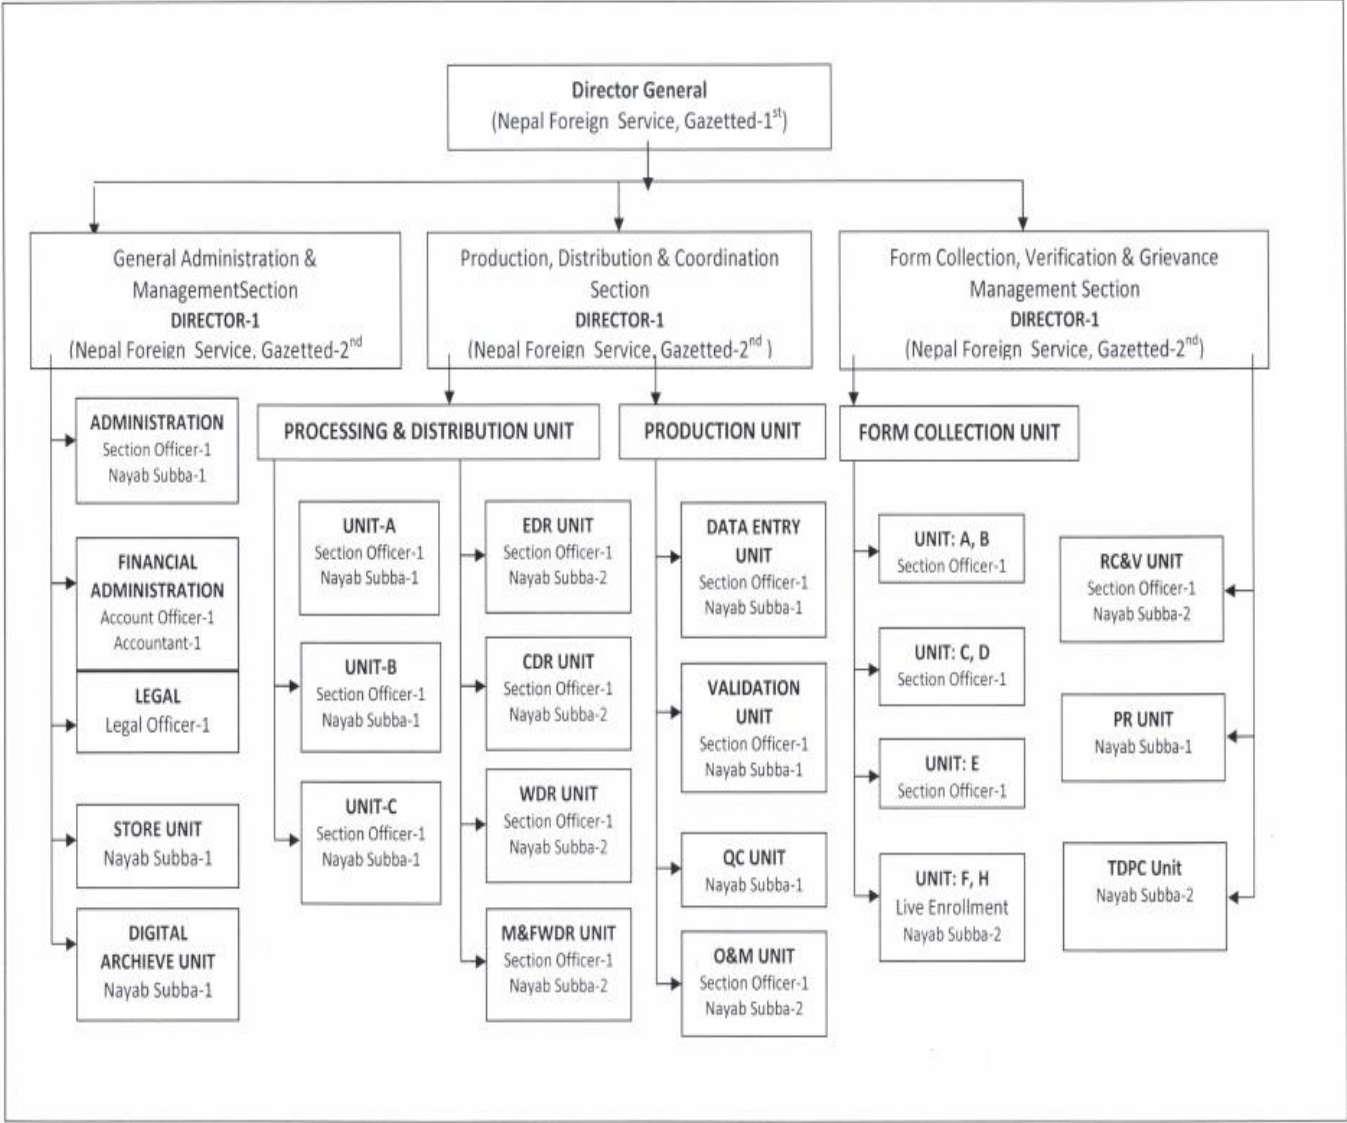 Director General
(Nepal Foreign Service, Gazetted-1st)
General Administration &
ManagementSection
DIRECTOR-1
(Nepal Foreign Service, Gazetted-2nd
Production, Distribution & Coordination
Section
DIRECTOR-1
(Nepal Foreign Service, Gazetted-2nd )
Form Collection, Verification & Grievance
Management Section
DIRECTOR-1
(Nepal Foreign Service, Gazetted-2nd)
ADMINISTRATION
Section Officer-1
Nayab Subba-1
FINANCIAL
ADMINISTRATION
Account Officer-1
Accountant-1
LEGAL
Legal Officer-1
STORE UNIT
Nayab Subba-1
DIGITAL
ARCHIEVE UNIT
Nayab Subba-1
PROCESSING & DISTRIBUTION UNIT
UNIT-A
Section Officer-1
Nayab Subba-1
UNIT-B
Section Officer-1
Nayab Subba-1
UNIT-C
Section Officer-1
Nayab Subba-1
EDR UNIT
Section Officer-1
Nayab Subba-2
CDR UNIT
Section Officer-1
Nayab Subba-2
WDR UNIT
Section Officer-1
Nayab Subba-2
M&FWDR UNIT
Section Officer-1
Nayab Subba-2
PRODUCTION UNIT
DATA ENTRY
UNIT
Section Officer-1
Nayab Subba-1
VALIDATION
UNIT
Section Officer-1
Nayab Subba-1
QC UNIT
Nayab Subba-1
O&M UNIT
Section Officer-1
Nayab Subba-2
FORM COLLECTION UNIT
UNIT: A, B
Section Officer-1
UNIT: C, D
Section Officer-1
UNIT: E
Section Officer-1
UNIT: F, H
Live Enrollment
Nayab Subba-2
RC&V UNIT
Section Officer-1
Nayab Subba-2
PR UNIT
Nayab Subba-1
TDPC Unit
Nayab Subba-2